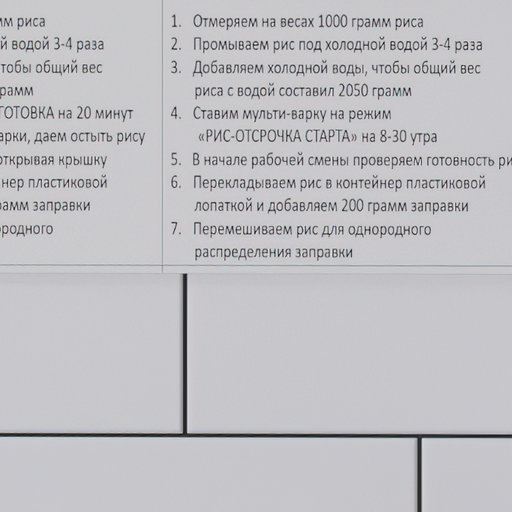 мм риса
й водой 3-4 раза
тобы общий вес
грамм
ГОТОВКА на 20 минут
арки, даем остыть рису
открывая крышку
нер пластиковой
рамм заправки
родного
1. Отмеряем на весах 1000 грамм риса
2. Промываем рис под холодной водой 3-4 раза
3. Добавляем холодной воды, чтобы общий вес
риса с водой составил 2050 грамм
4. Ставим мульти-варку на режим
«РИС-ОТСРОЧКА СТАРТА» на 8-30 утра
5. В начале рабочей смены проверяем готовность ри
6. Перекладываем рис в контейнер пластиковой
лопаткой и добавляем 200 грамм заправки
7. Перемешиваем рис для однородного
распределения заправки